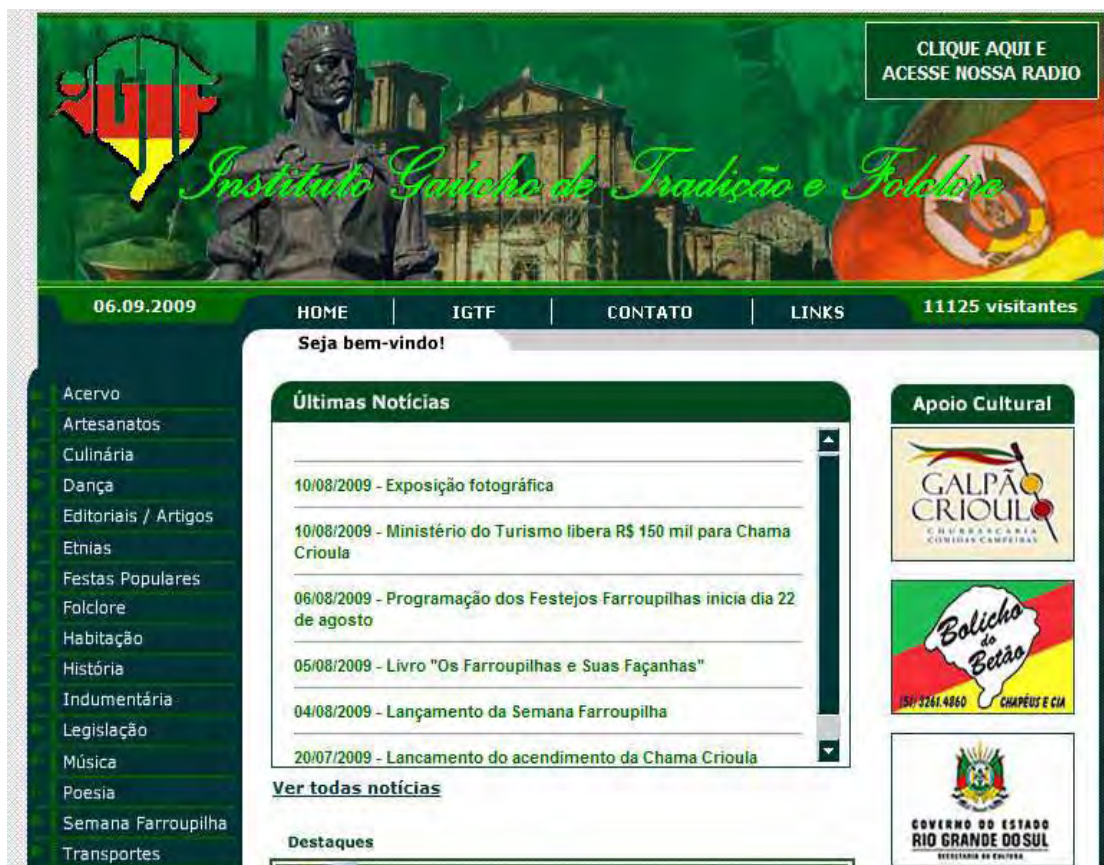 IGTF
CLIQUE AQUI E
ACESSE NOSSA RADIO
Instituto Gaúcho de Tradição e Folclore
06.09.2009
HOME
IGTF
CONTATO
LINKS
11125 visitantes
Seja bem-vindo!
Acervo
Artesanatos
Culinária
Dança
Editoriais / Artigos
Etnias
Festas Populares
Folclore
Habitação
História
Indumentária
Legislação
Música
Poesia
Semana Farroupilha
Transportes
Últimas Notícias
10/08/2009 - Exposição fotográfica
10/08/2009 - Ministério do Turismo libera R$ 150 mil para Chama
Crioula
06/08/2009 - Programação dos Festejos Farroupilhas inicia dia 22
de agosto
05/08/2009 - Livro "Os Farroupilhas e Suas Façanhas"
04/08/2009 - Lançamento da Semana Farroupilha
20/07/2009 - Lancamento do acendimento da Chama Crioula
Ver todas notícias
Destaques
Apoio Cultural
GALPÃO
CRIOULO
CHURRASCARIA
COMIDAS CAMPEIRAS
Bolicho
do
Betão
(51) 3261.4860 CHAPÉUS E CIA
GOVERNO DO ESTADO
RIO GRANDE DO SUL
SECRETARIA DA CULTURA